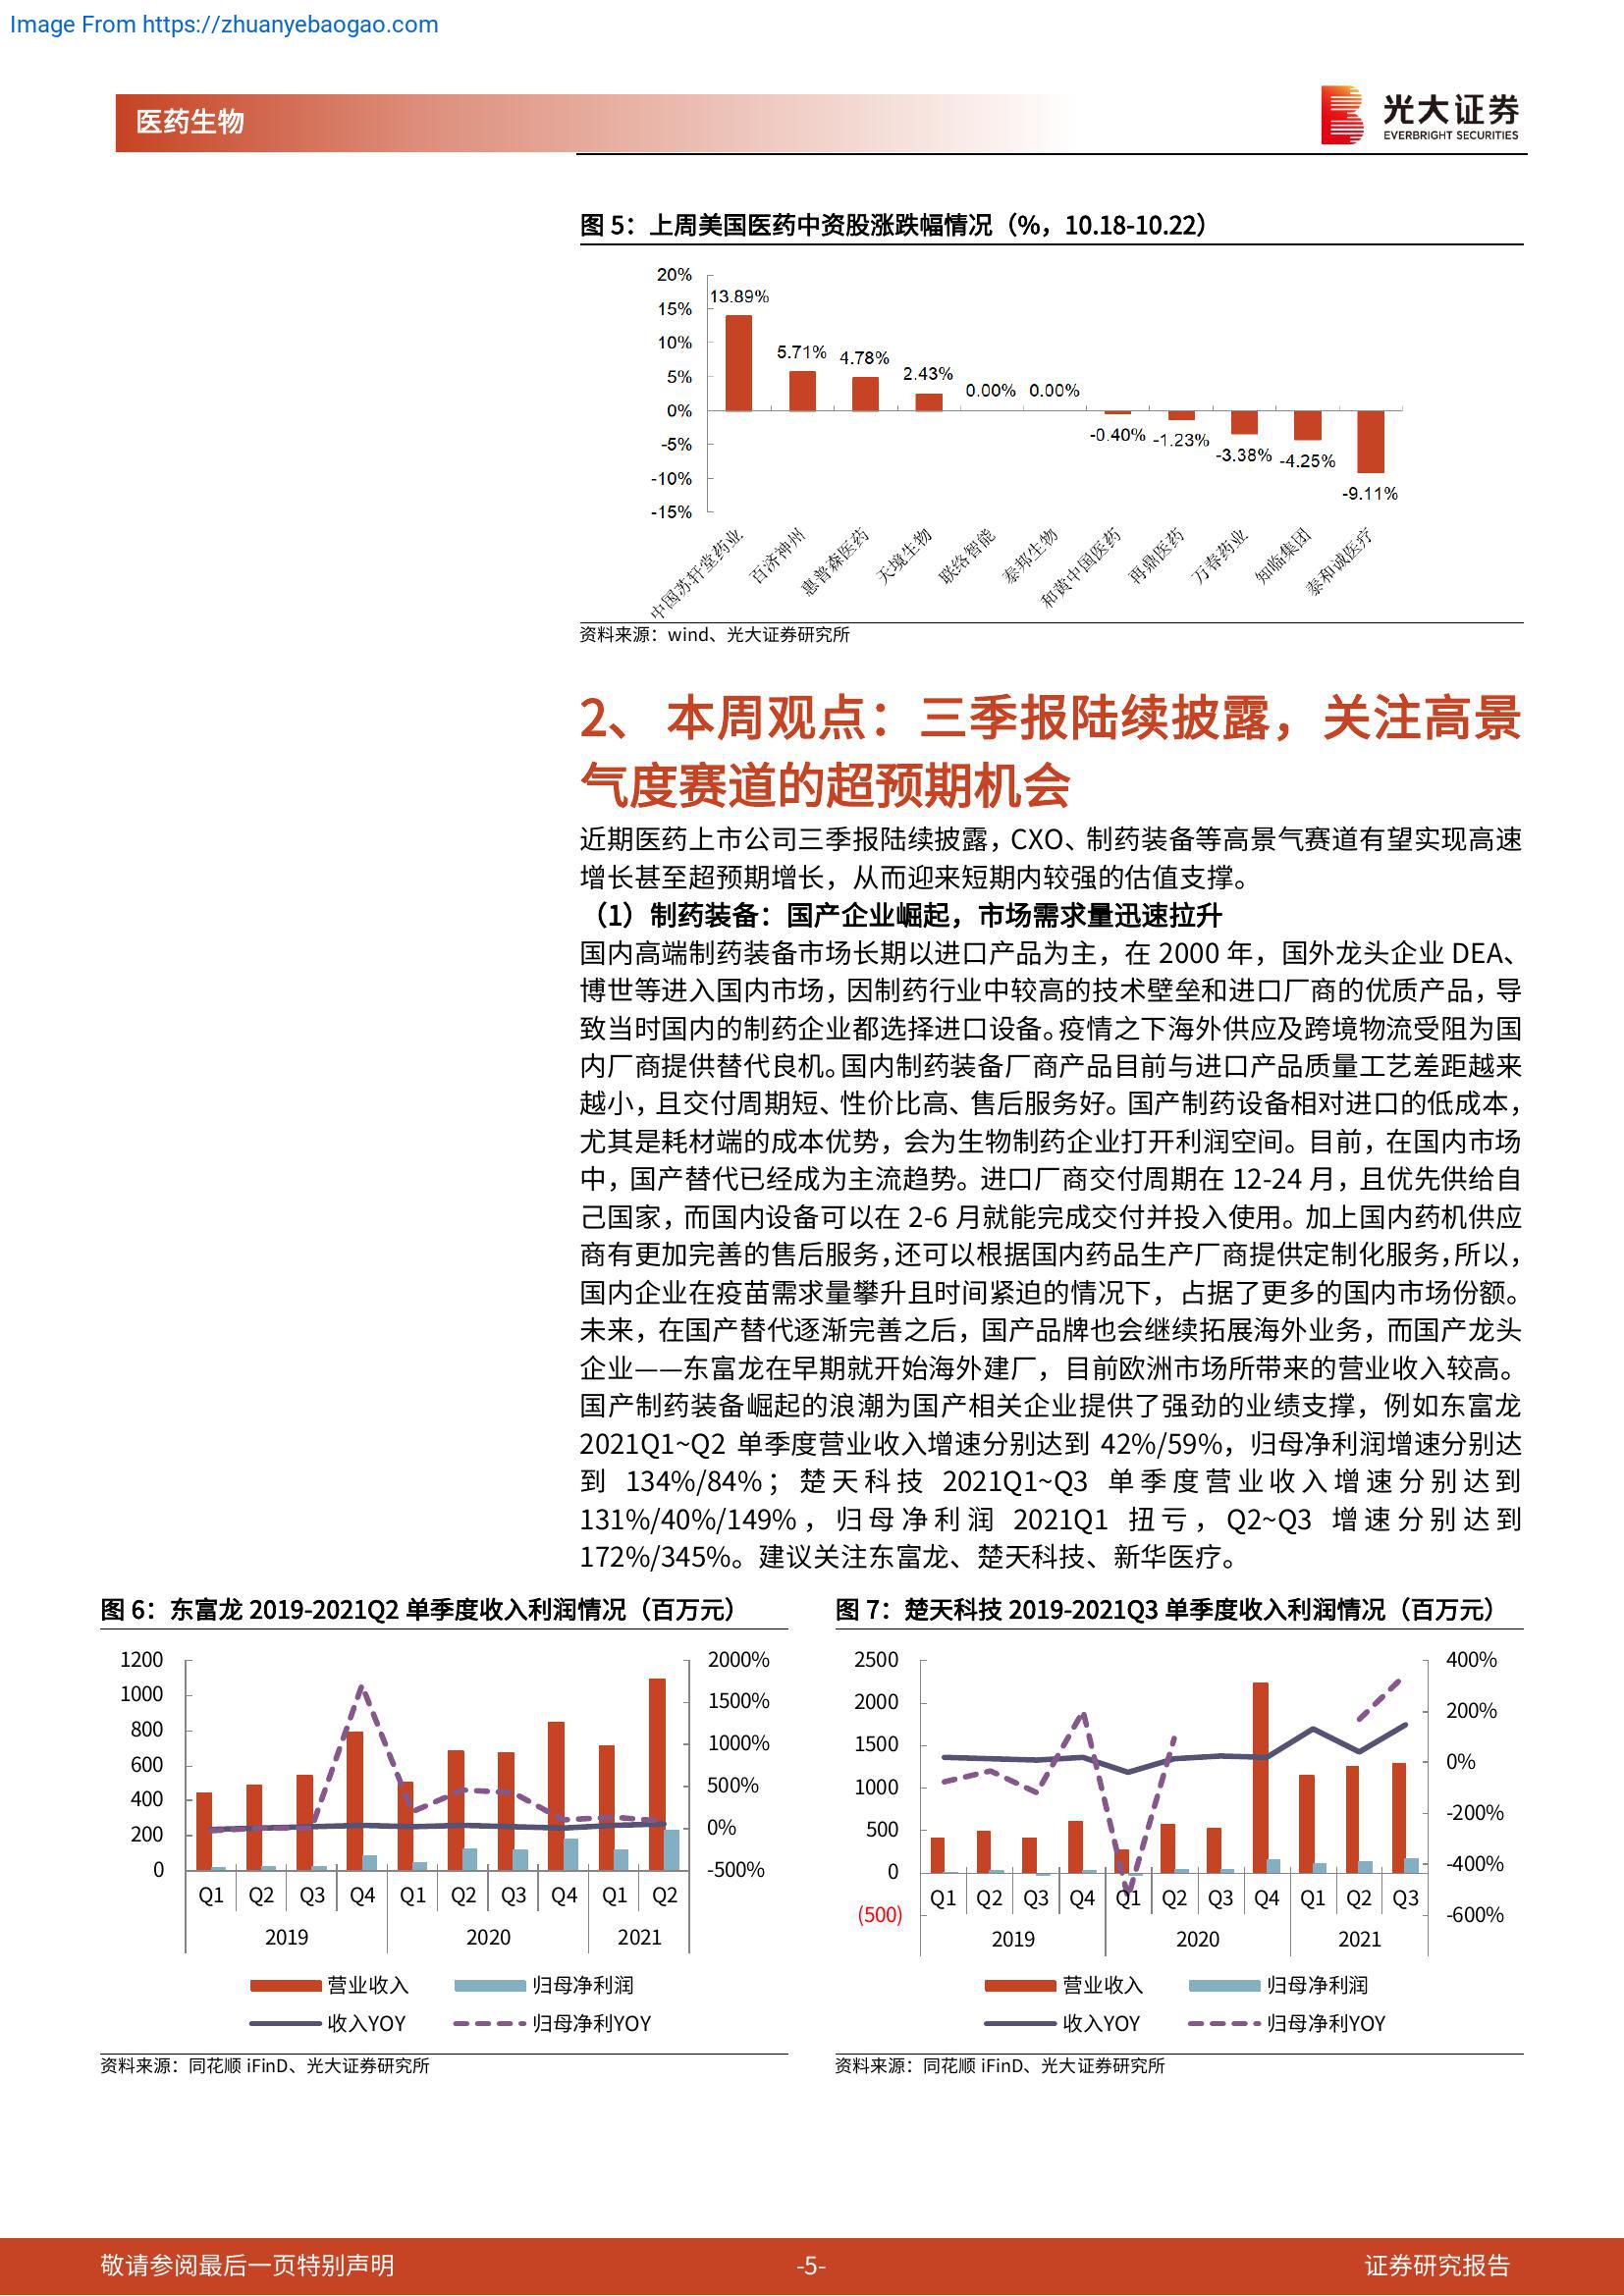 Image From https://zhuanyebaogao.com
医药生物
光大证券
EVERBRIGHT SECURITIES
图 5：上周美国医药中资股涨跌幅情况（%，10.18-10.22）
20%
15%
10%
5%
0%
-5%
-10%
-15%
13.89%
5.71%
4.78%
2.43%
0.00%
0.00%
-0.40%
-1.23%
-3.38%
-4.25%
-9.11%
中国苏轩堂药业
百济神州
惠普森医药
天境生物
联络智能
泰邦生物
和黄中国医药
再鼎医药
万春药业
知临集团
泰和诚医疗
资料来源：wind、光大证券研究所
2、 本周观点：三季报陆续披露，关注高景
气度赛道的超预期机会
近期医药上市公司三季报陆续披露，CXO、制药装备等高景气赛道有望实现高速
增长甚至超预期增长，从而迎来短期内较强的估值支撑。
（1）制药装备：国产企业崛起，市场需求量迅速拉升
国内高端制药装备市场长期以进口产品为主，在 2000 年，国外龙头企业 DEA、
博世等进入国内市场，因制药行业中较高的技术壁垒和进口厂商的优质产品，导
致当时国内的制药企业都选择进口设备。疫情之下海外供应及跨境物流受阻为国
内厂商提供替代良机。国内制药装备厂商产品目前与进口产品质量工艺差距越来
越小，且交付周期短、性价比高、售后服务好。国产制药设备相对进口的低成本，
尤其是耗材端的成本优势，会为生物制药企业打开利润空间。目前，在国内市场
中，国产替代已经成为主流趋势。进口厂商交付周期在 12-24 月，且优先供给自
己国家，而国内设备可以在 2-6 月就能完成交付并投入使用。加上国内药机供应
商有更加完善的售后服务，还可以根据国内药品生产厂商提供定制化服务，所以，
国内企业在疫苗需求量攀升且时间紧迫的情况下，占据了更多的国内市场份额。
未来，在国产替代逐渐完善之后，国产品牌也会继续拓展海外业务，而国产龙头
企业——东富龙在早期就开始海外建厂，目前欧洲市场所带来的营业收入较高。
国产制药装备崛起的浪潮为国产相关企业提供了强劲的业绩支撑，例如东富龙
2021Q1~Q2 单季度营业收入增速分别达到 42%/59%，归母净利润增速分别达
到 134%/84%；楚天科技 2021Q1~Q3 单季度营业收入增速分别达到
131%/40%/149%，归母净利润 2021Q1 扭亏，Q2~Q3 增速分别达到
172%/345%。建议关注东富龙、楚天科技、新华医疗。
图 6：东富龙 2019-2021Q2 单季度收入利润情况（百万元）
1200
1000
800
600
400
200
0
2000%
1500%
1000%
500%
0%
-500%
Q1 Q2 Q3 Q4 Q1 Q2 Q3 Q4 Q1 Q2
2019 2020 2021
营业收入 归母净利润
收入YOY 归母净利YOY
资料来源：同花顺 iFinD、光大证券研究所
图 7：楚天科技 2019-2021Q3 单季度收入利润情况（百万元）
2500
2000
1500
1000
500
0
(500)
400%
200%
0%
-200%
-400%
-600%
Q1 Q2 Q3 Q4 Q1 Q2 Q3 Q4 Q1 Q2 Q3
2019 2020 2021
营业收入 归母净利润
收入YOY 归母净利YOY
资料来源：同花顺 iFinD、光大证券研究所
敬请参阅最后一页特别声明 -5- 证券研究报告